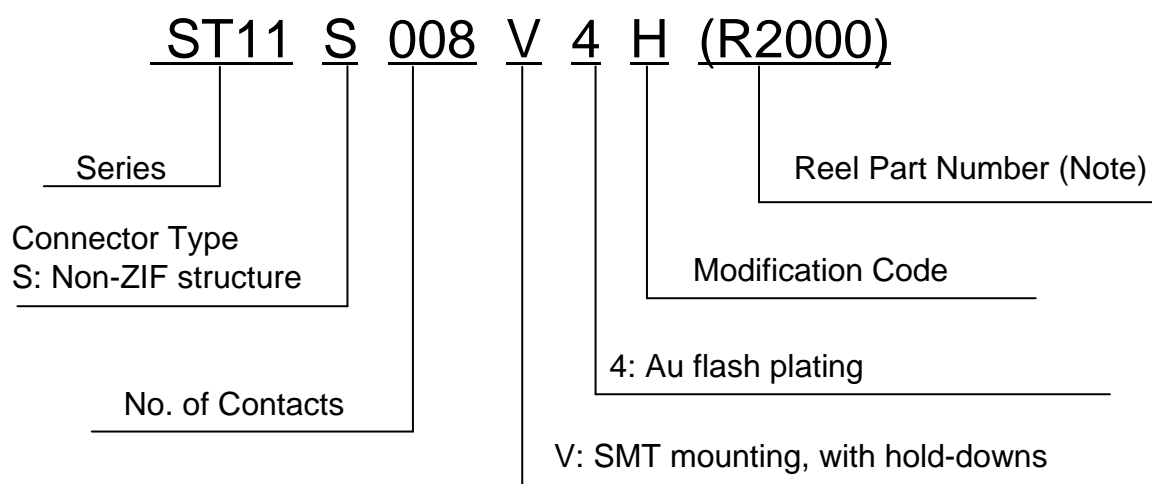 ST11 S 008 V 4 H (R2000)
Series
Reel Part Number (Note)
Connector Type
S: Non-ZIF structure
Modification Code
4: Au flash plating
No. of Contacts
V: SMT mounting, with hold-downs